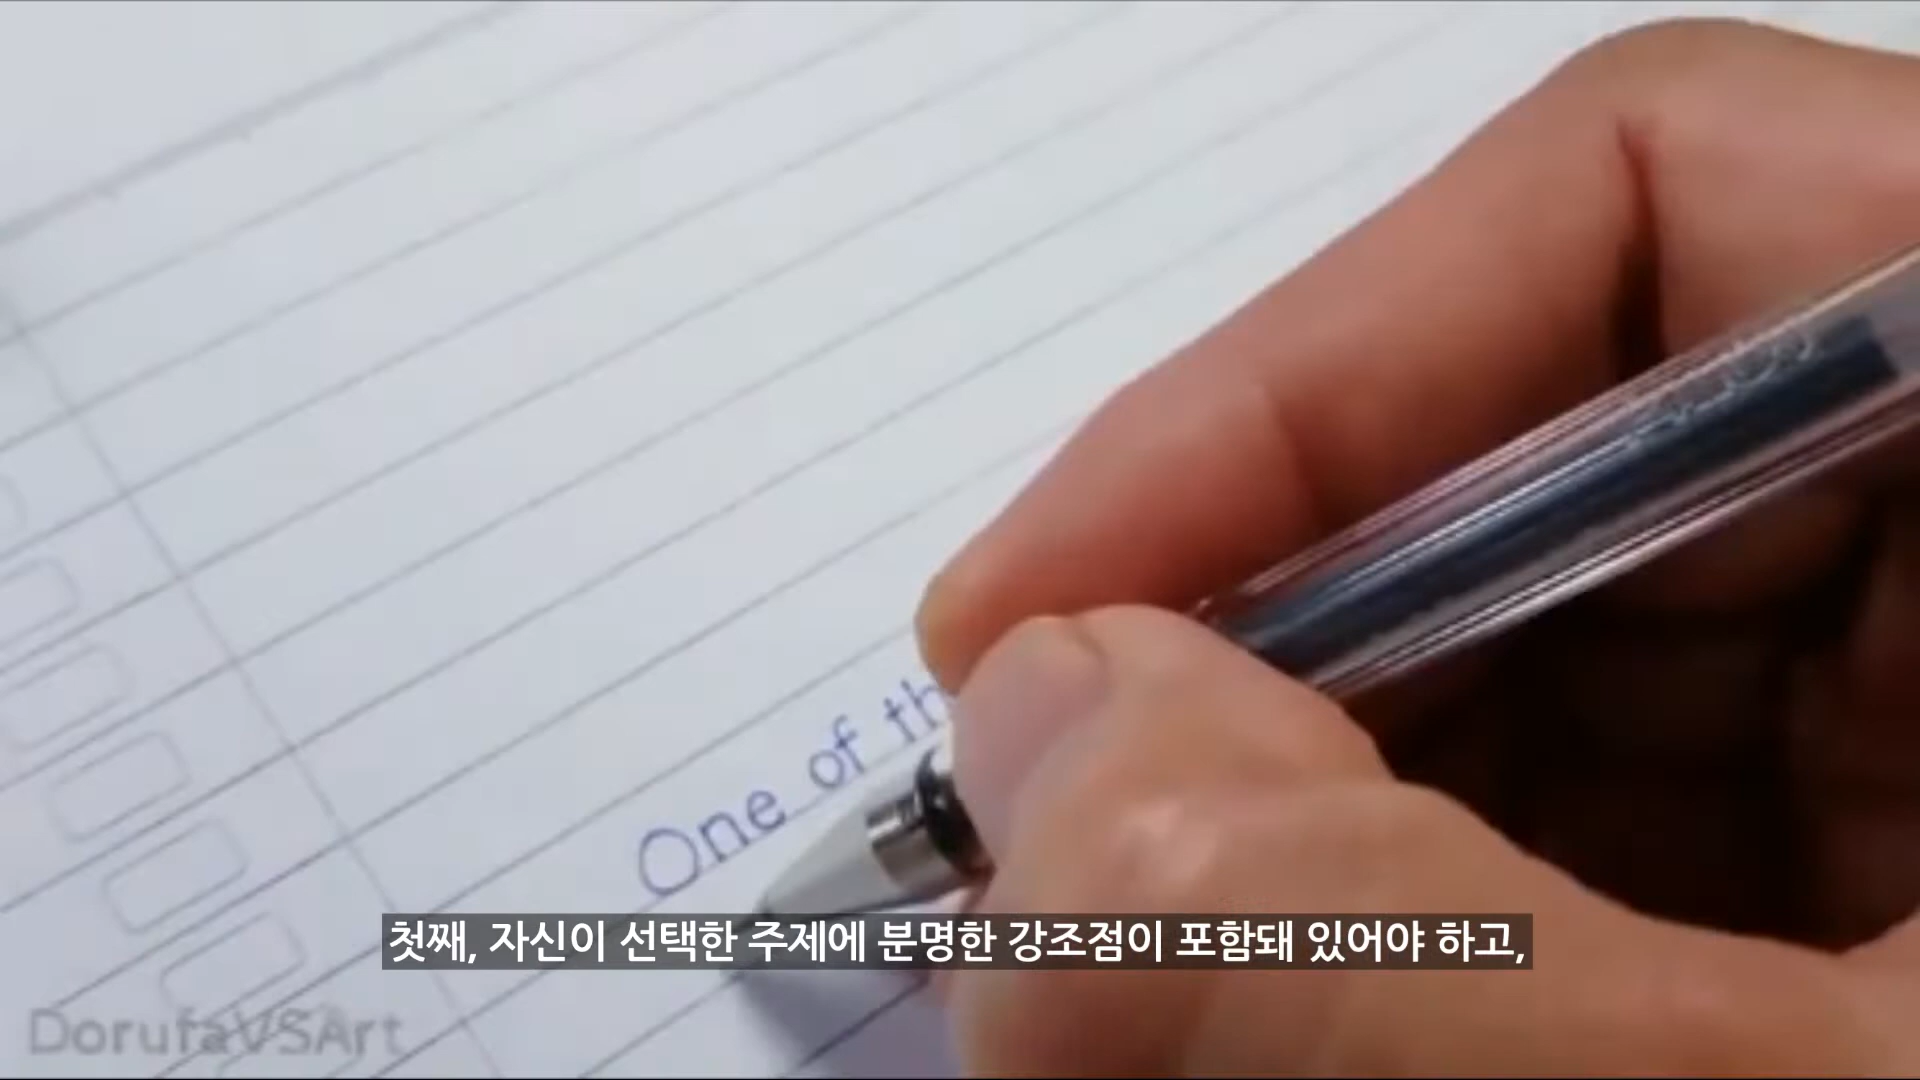 One of th
첫째, 자신이 선택한 주제에 분명한 강조점이 포함돼 있어야 하고,
DorufaVSArt